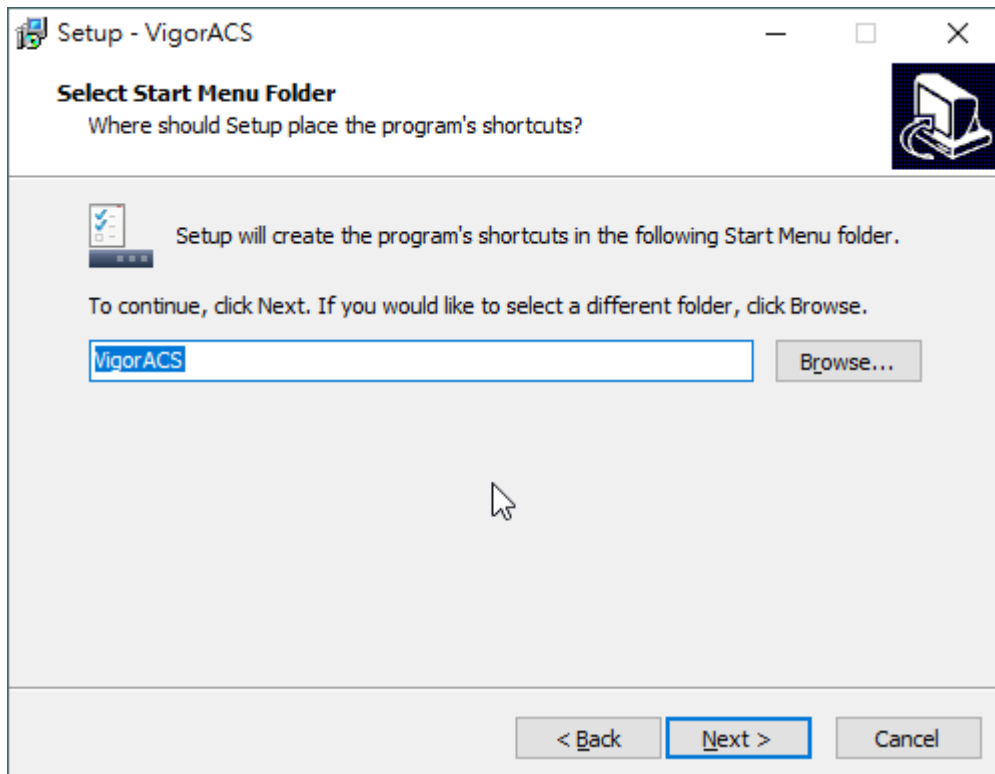 Setup - VigorACS
Select Start Menu Folder
Where should Setup place the program's shortcuts?
Setup will create the program's shortcuts in the following Start Menu folder.
To continue, click Next. If you would like to select a different folder, click Browse.
VigorACS
Browse...
< Back
Next >
Cancel